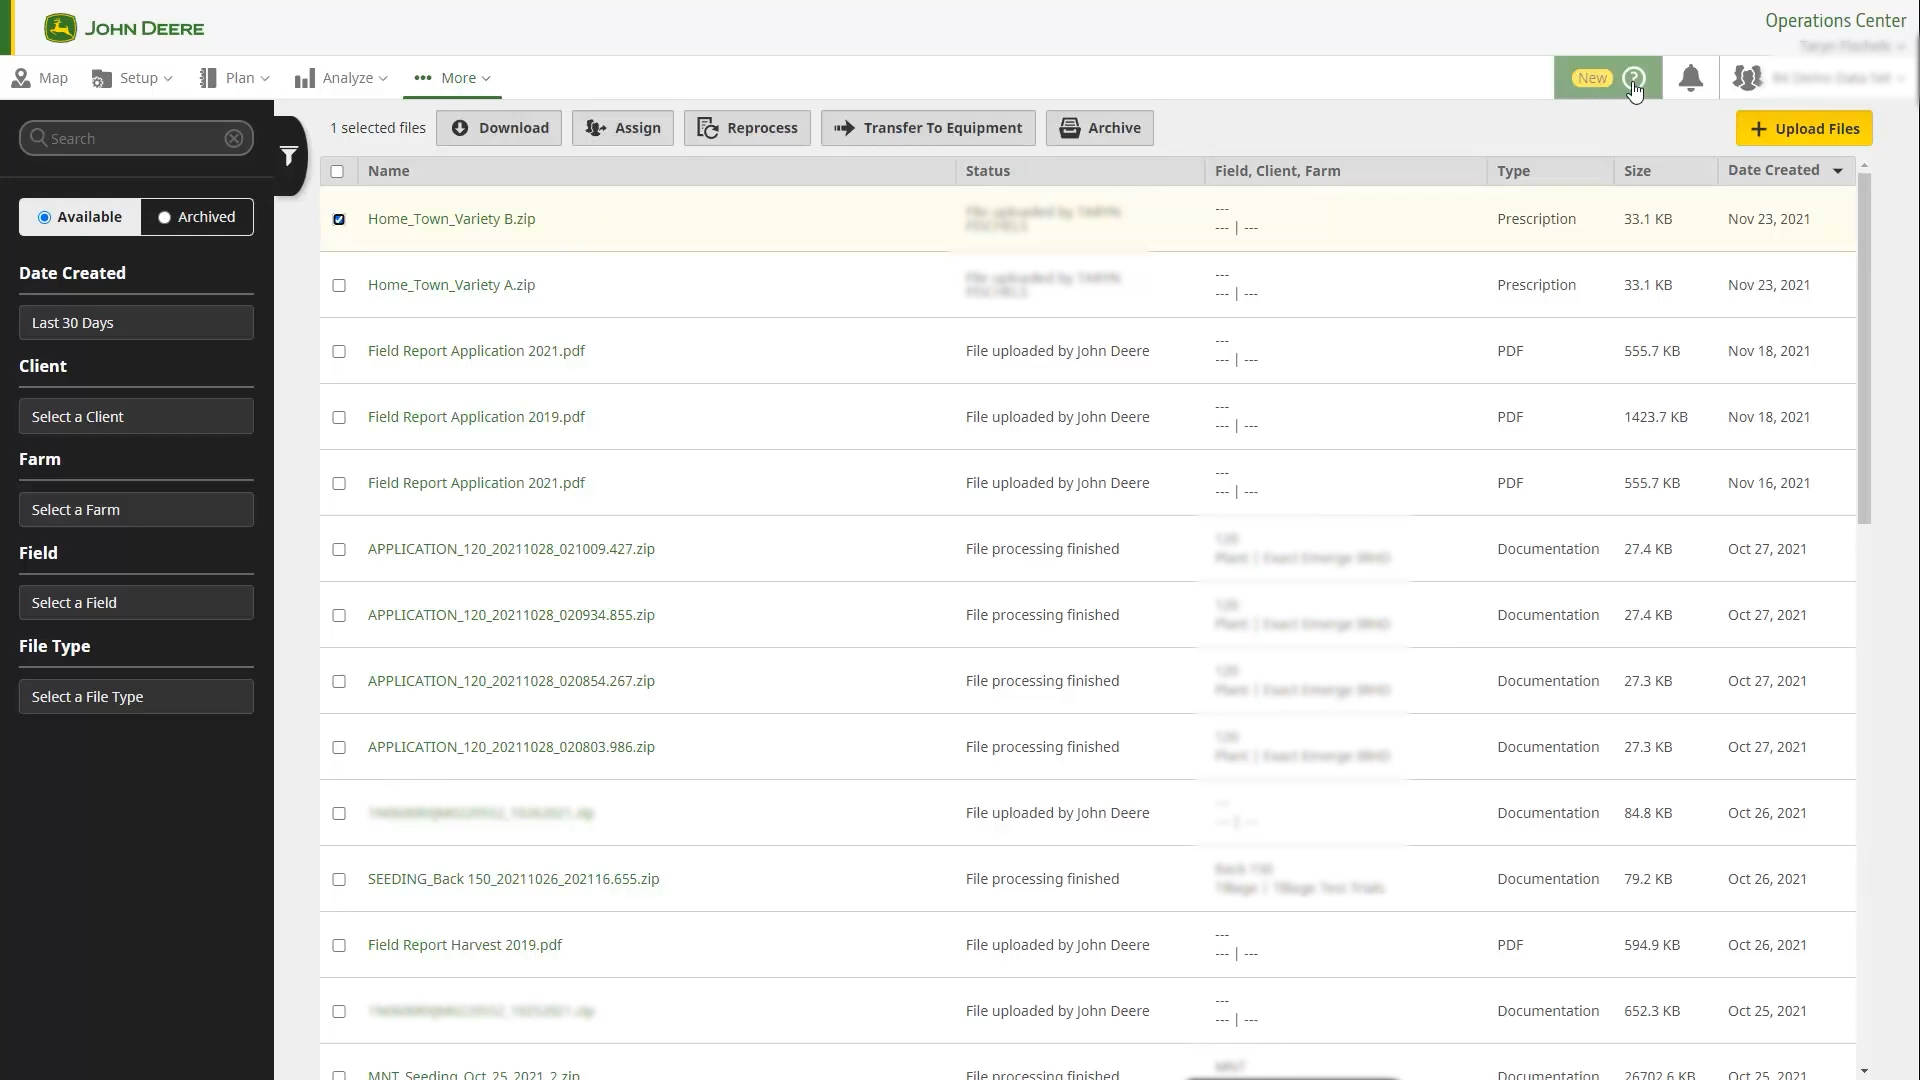 JOHN DEERE
Operations Center
Map
Setup
Plan
Analyze
More
New
?
Search
Available
Archived
Date Created
Last 30 Days
Client
Select a Client
Farm
Select a Farm
Field
Select a Field
File Type
Select a File Type
1 selected files
Download
Assign
Reprocess
Transfer To Equipment
Archive
+ Upload Files
Name Status Field, Client, Farm Type Size Date Created
Home_Town_Variety B.zip --- Prescription 33.1 KB Nov 23, 2021
--- | ---
Home_Town_Variety A.zip --- Prescription 33.1 KB Nov 23, 2021
--- | ---
Field Report Application 2021.pdf File uploaded by John Deere --- PDF 555.7 KB Nov 18, 2021
--- | ---
Field Report Application 2019.pdf File uploaded by John Deere --- PDF 1423.7 KB Nov 18, 2021
--- | ---
Field Report Application 2021.pdf File uploaded by John Deere --- PDF 555.7 KB Nov 16, 2021
--- | ---
APPLICATION_120_20211028_021009.427.zip File processing finished Documentation 27.4 KB Oct 27, 2021
APPLICATION_120_20211028_020934.855.zip File processing finished Documentation 27.4 KB Oct 27, 2021
APPLICATION_120_20211028_020854.267.zip File processing finished Documentation 27.3 KB Oct 27, 2021
APPLICATION_120_20211028_020803.986.zip File processing finished Documentation 27.3 KB Oct 27, 2021
File uploaded by John Deere Documentation 84.8 KB Oct 26, 2021
SEEDING_Back 150_20211026_202116.655.zip File processing finished Documentation 79.2 KB Oct 26, 2021
Field Report Harvest 2019.pdf File uploaded by John Deere --- PDF 594.9 KB Oct 26, 2021
--- | ---
File uploaded by John Deere --- Documentation 652.3 KB Oct 25, 2021
--- | ---
MNT_Seeding_Oct_25_2021_2.zip File processing finished Documentation 26702.6 KB Oct 25, 2021